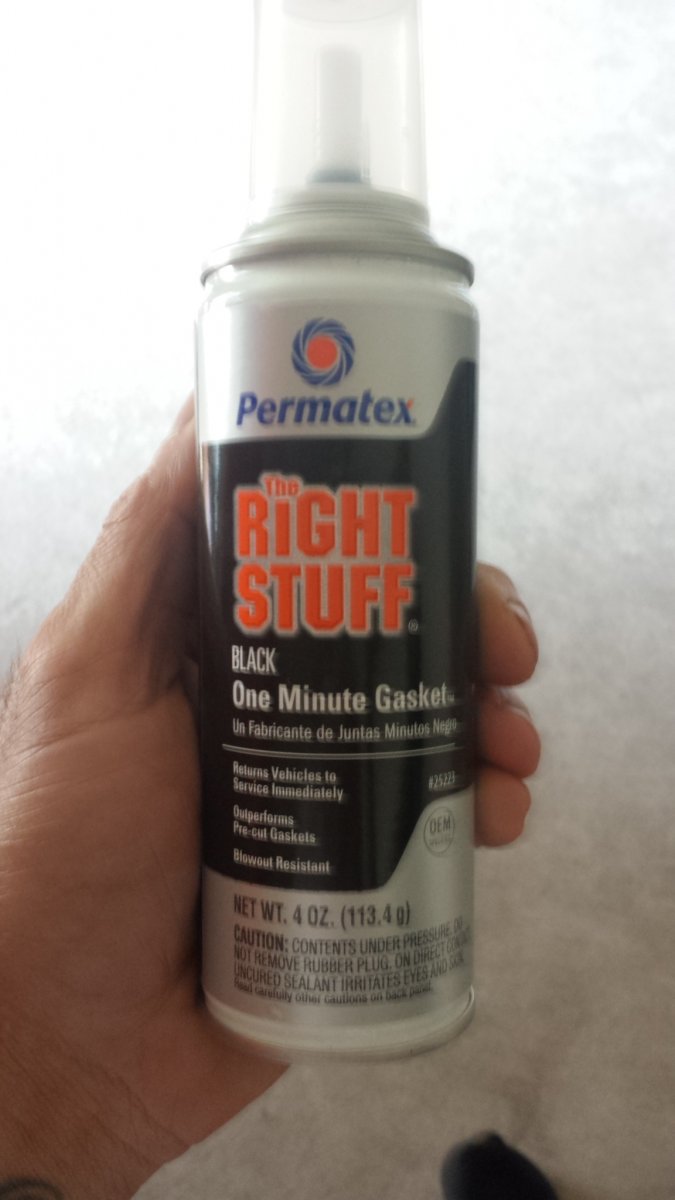 Permatex
The
RIGHT
STUFF®
BLACK
One Minute Gasket™
Un Fabricante de Juntas Minutos Negro
Returns Vehicles to
Service Immediately
#25223
Outperforms
Pre-cut Gaskets
OEM
Blowout Resistant
NET WT. 4 OZ. (113.4 g)
CAUTION: CONTENTS UNDER PRESSURE. DO
NOT REMOVE RUBBER PLUG. ON DIRECT CONTACT
UNCURED SEALANT IRRITATES EYES AND SKIN.
Read carefully other cautions on back panel.